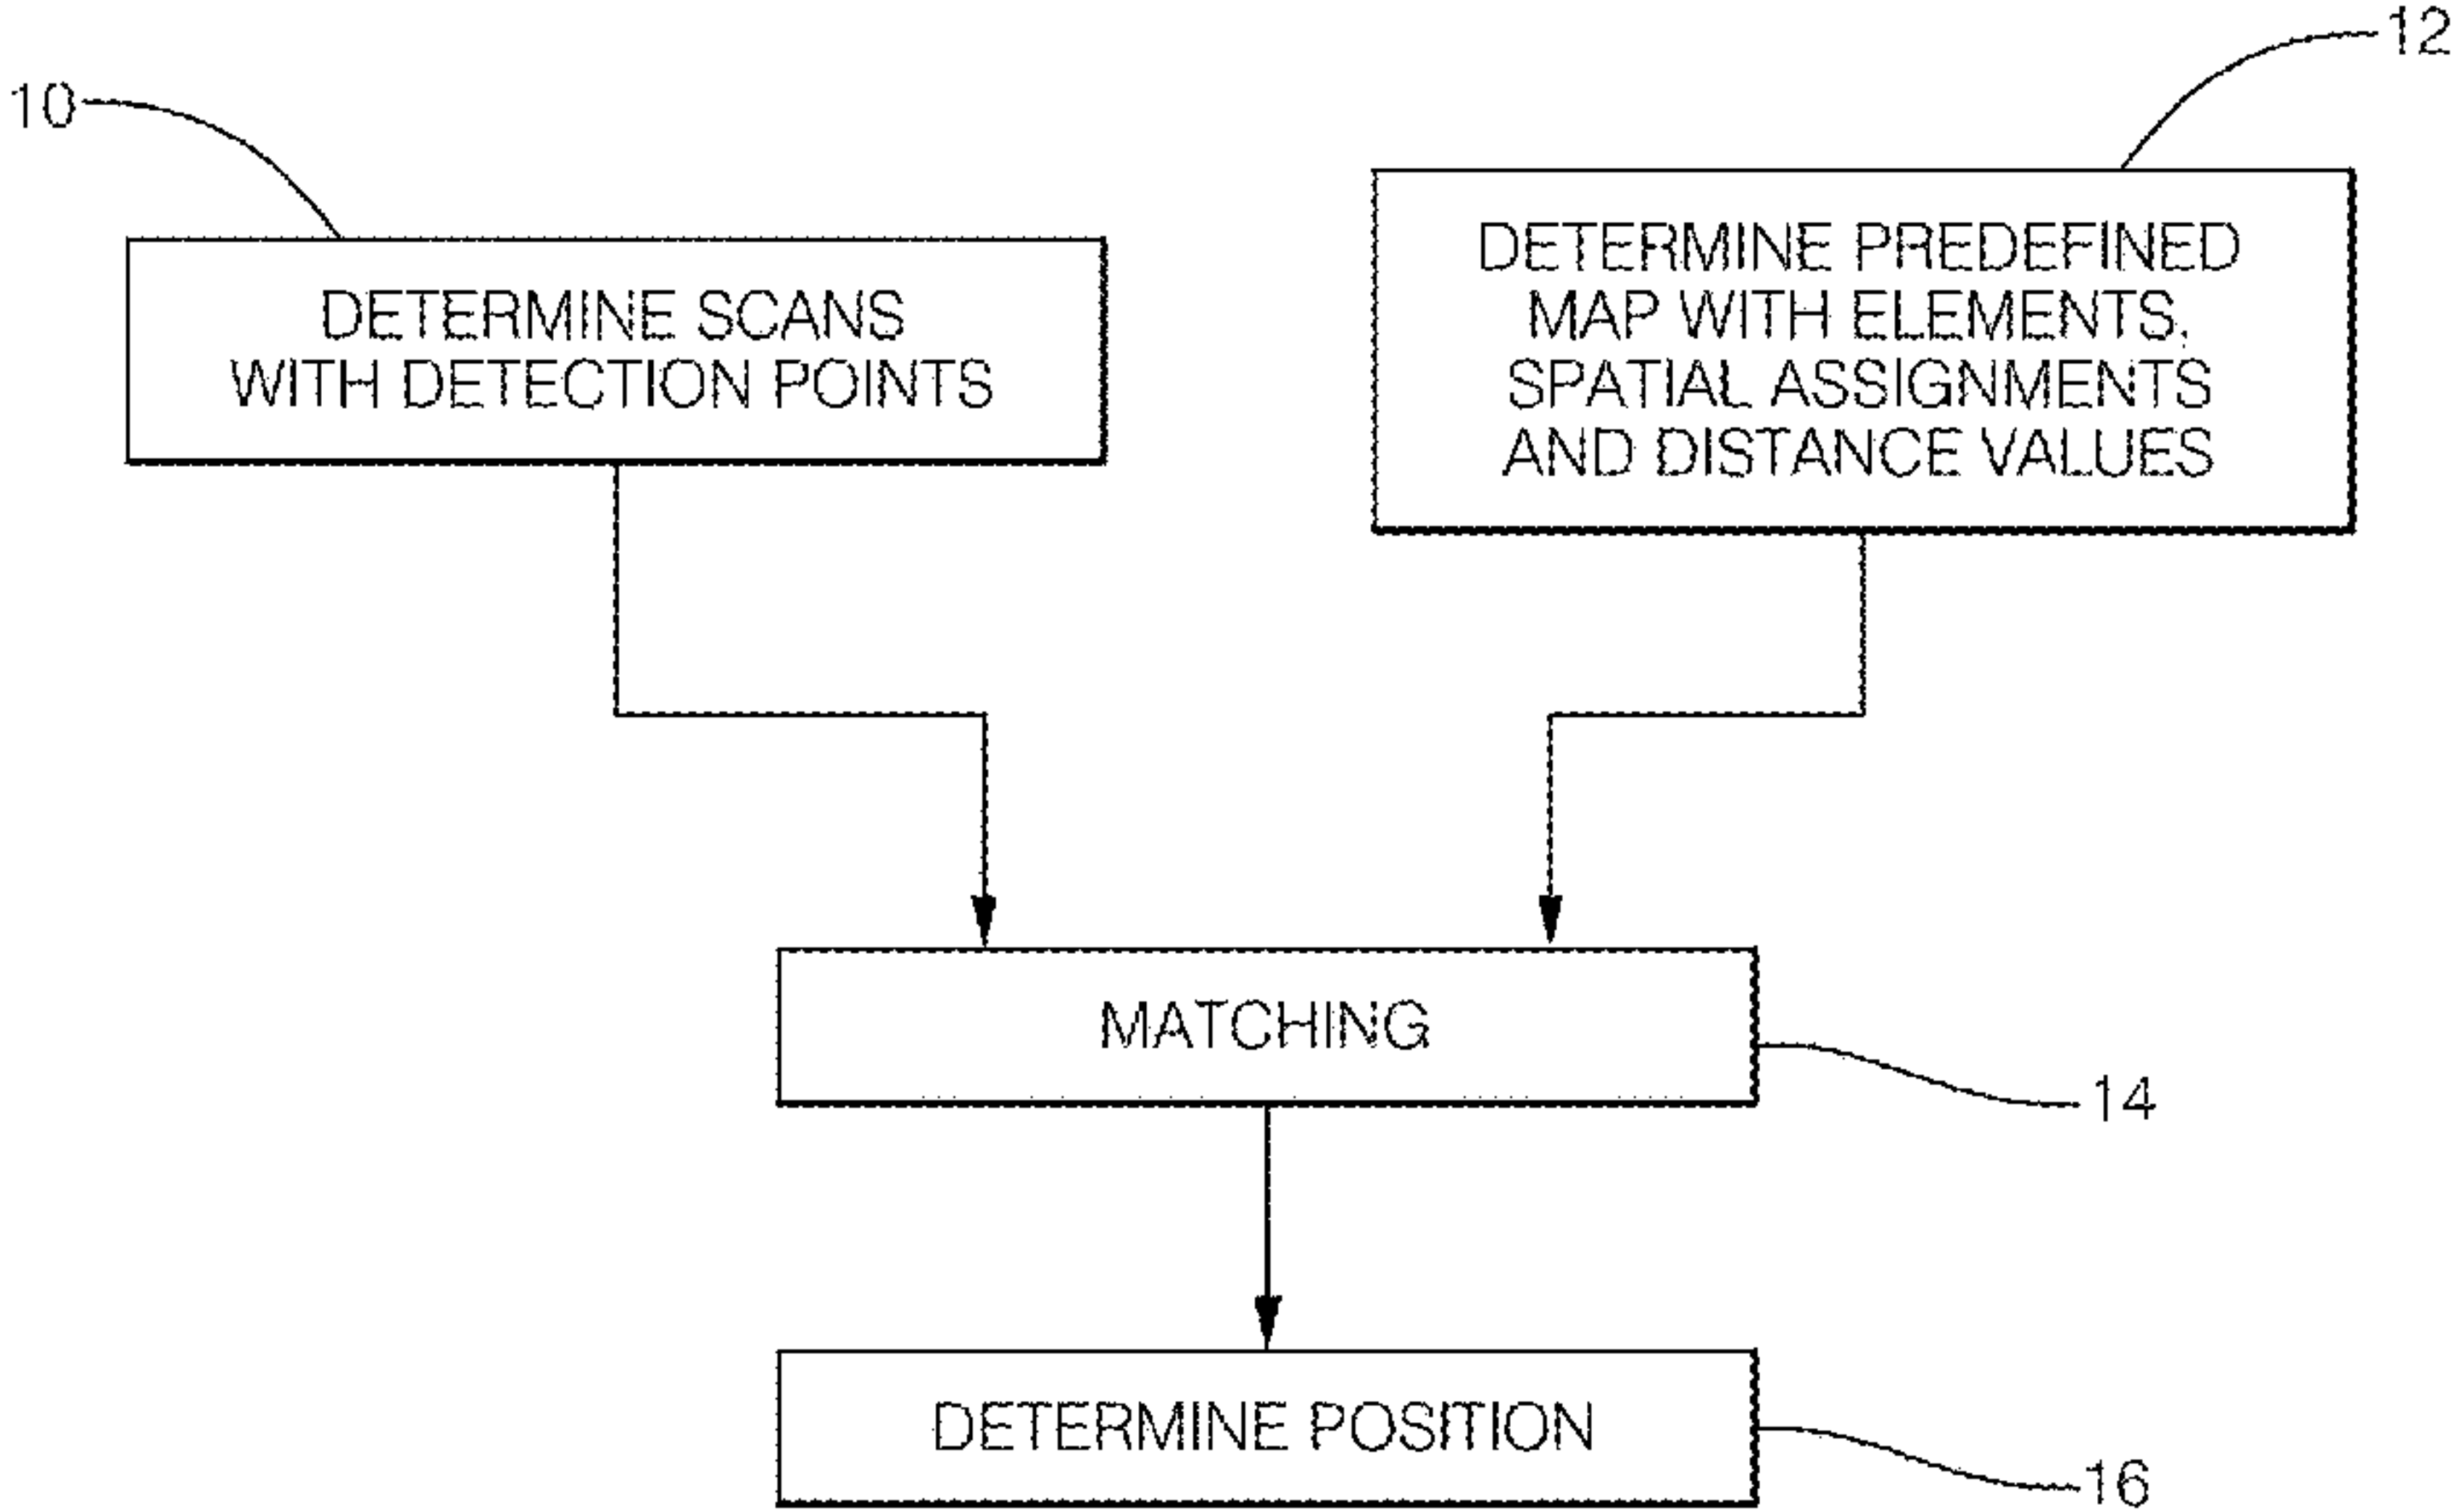 12
10
DETERMINE SCANS
WITH DETECTION POINTS
DETERMINE PREDEFINED
MAP WITH ELEMENTS,
SPATIAL ASSIGNMENTS
AND DISTANCE VALUES
MATCHING
14
DETERMINE POSITION
16